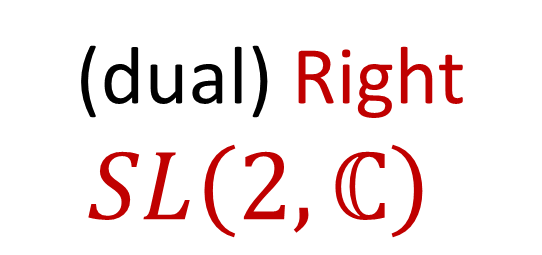 (dual) Right
SL(2, ℂ)